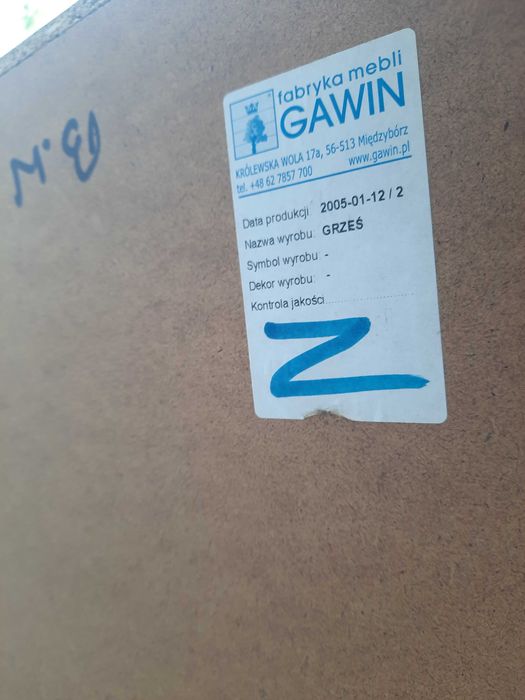 fabryka mebli
GAWIN
KRÓLEWSKA WOLA 17a, 56-513 Międzybórz
tel. +48 62 7857 700 www.gawin.pl
Data produkcji: 2005-01-12 / 2
Nazwa wyrobu: GRZEŚ
Symbol wyrobu: -
Dekor wyrobu: -
Kontrola jakości